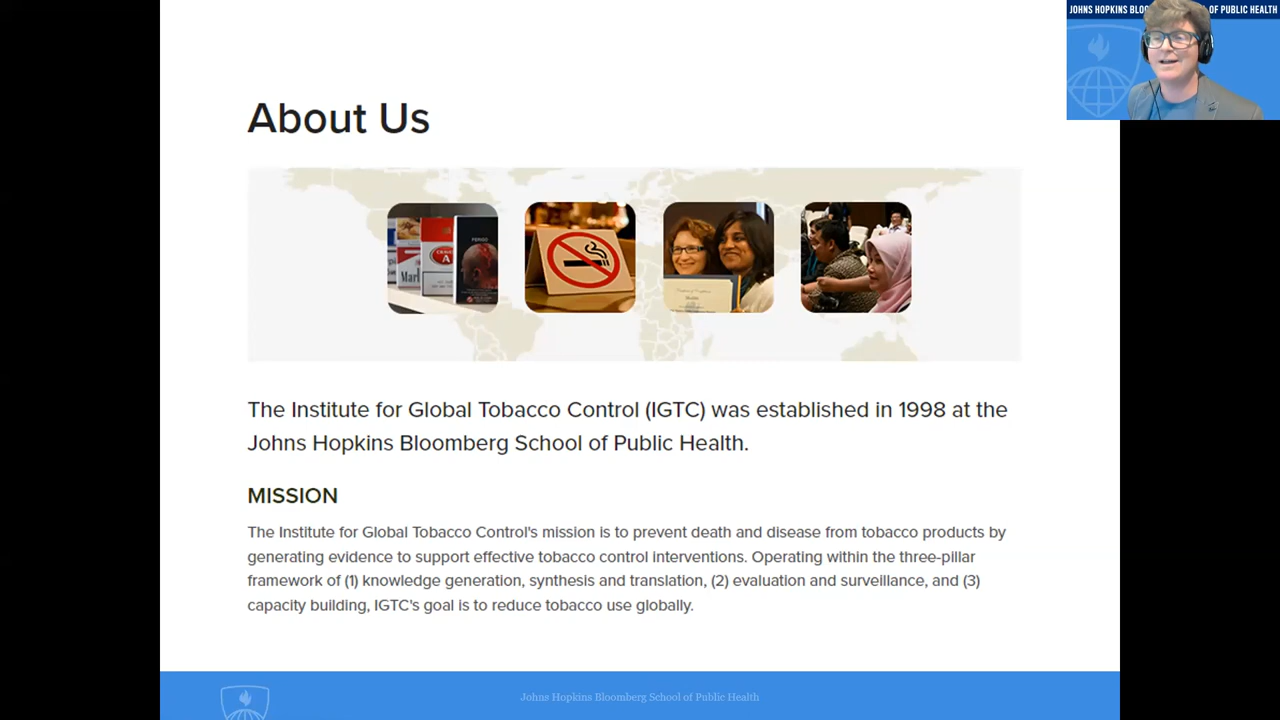 JOHNS HOPKINS BLOO OF PUBLIC HEALTH
About Us
PERIGO
Marl
A
The Institute for Global Tobacco Control (IGTC) was established in 1998 at the
Johns Hopkins Bloomberg School of Public Health.
MISSION
The Institute for Global Tobacco Control's mission is to prevent death and disease from tobacco products by
generating evidence to support effective tobacco control interventions. Operating within the three-pillar
framework of (1) knowledge generation, synthesis and translation, (2) evaluation and surveillance, and (3)
capacity building, IGTC's goal is to reduce tobacco use globally.
Johns Hopkins Bloomberg School of Public Health